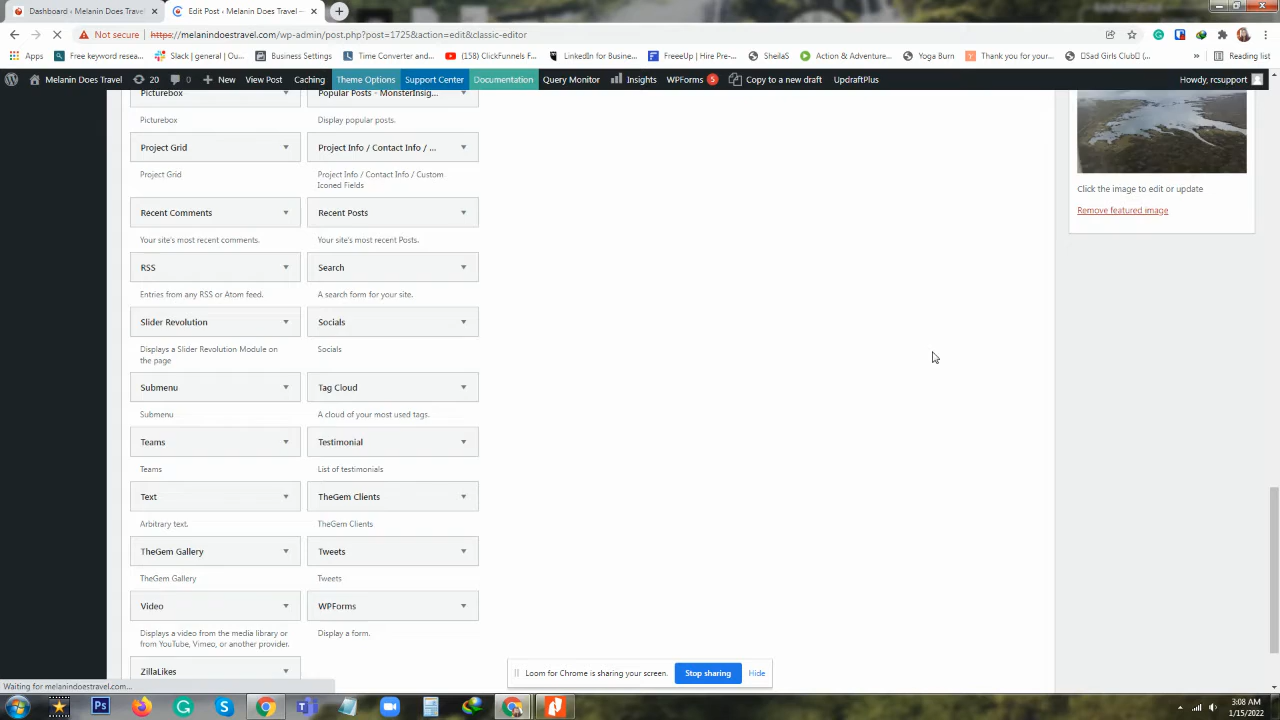 Dashboard ‹ Melanin Does Travel
Edit Post ‹ Melanin Does Travel —
Not secure
https://melanindoestravel.com/wp-admin/post.php?post=1725&action=edit&classic-editor
Apps
Free keyword resea...
Slack | general | Ou...
Business Settings
Time Converter and...
(158) ClickFunnels F...
LinkedIn for Busine...
FreeeUp | Hire Pre-...
SheilaS
Action & Adventure...
Yoga Burn
Thank you for your...
Sad Girls Club (...
»
Reading list
Melanin Does Travel
20
0
New
View Post
Caching
Theme Options
Support Center
Documentation
Query Monitor
Insights
WPForms
5
Copy to a new draft
UpdraftPlus
Howdy, rcsupport
Picturebox
Popular Posts - MonsterInsig...
Picturebox
Display popular posts.
Project Grid
Project Info / Contact Info / ...
Project Grid
Project Info / Contact Info / Custom
Iconed Fields
Recent Comments
Recent Posts
Your site's most recent comments.
Your site's most recent Posts.
RSS
Search
Entries from any RSS or Atom feed.
A search form for your site.
Slider Revolution
Socials
Displays a Slider Revolution Module on
the page
Socials
Submenu
Tag Cloud
Submenu
A cloud of your most used tags.
Teams
Testimonial
Teams
List of testimonials
Text
TheGem Clients
Arbitrary text.
TheGem Clients
TheGem Gallery
Tweets
TheGem Gallery
Tweets
Video
WPForms
Displays a video from the media library or
from YouTube, Vimeo, or another provider.
Display a form.
ZillaLikes
Click the image to edit or update
Remove featured image
Loom for Chrome is sharing your screen.
Stop sharing
Hide
Waiting for melanindoestravel.com...
Ps
3:08 AM
1/15/2022